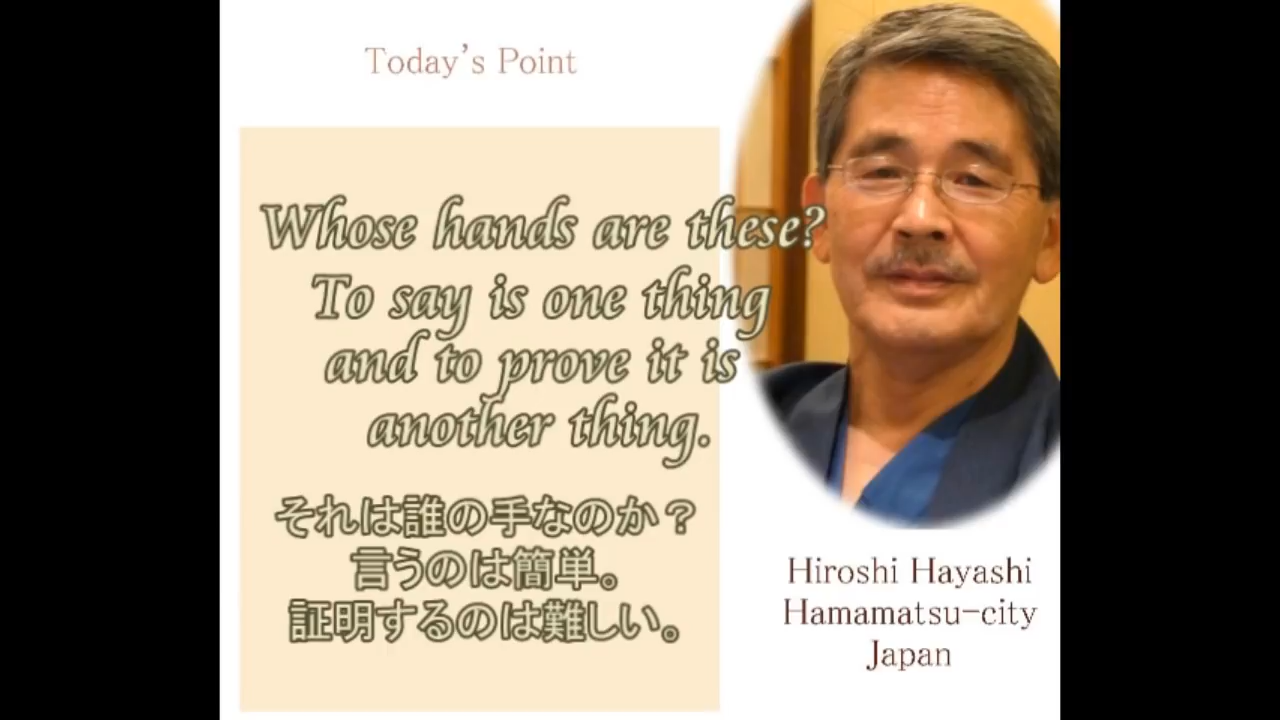 Today's Point
Whose hands are these?
To say is one thing
and to prove it is
another thing.
それは誰の手なのか？
言うのは簡単。
証明するのは難しい。
Hiroshi Hayashi
Hamamatsu-city
Japan